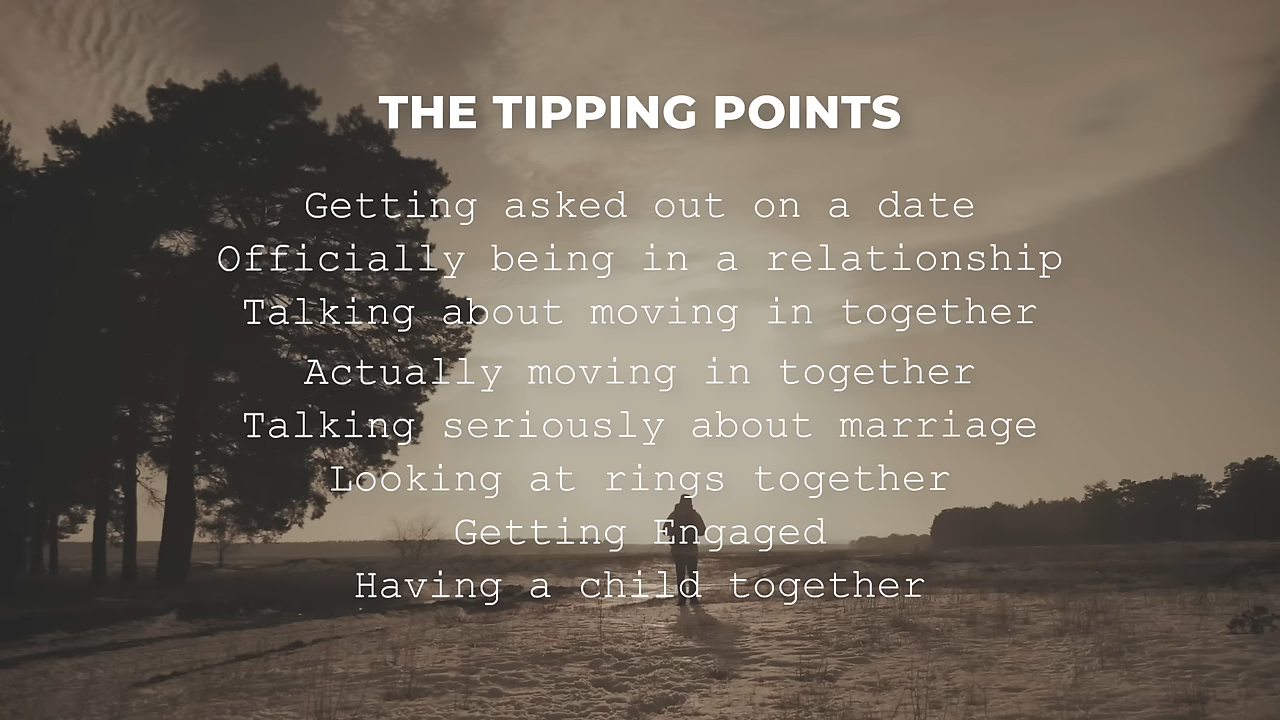 THE TIPPING POINTS
Getting asked out on a date
Officially being in a relationship
Talking about moving in together
Actually moving in together
Talking seriously about marriage
Looking at rings together
Getting Engaged
Having a child together